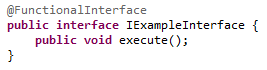 @FunctionalInterface
public interface IExampleInterface {
    public void execute();
}